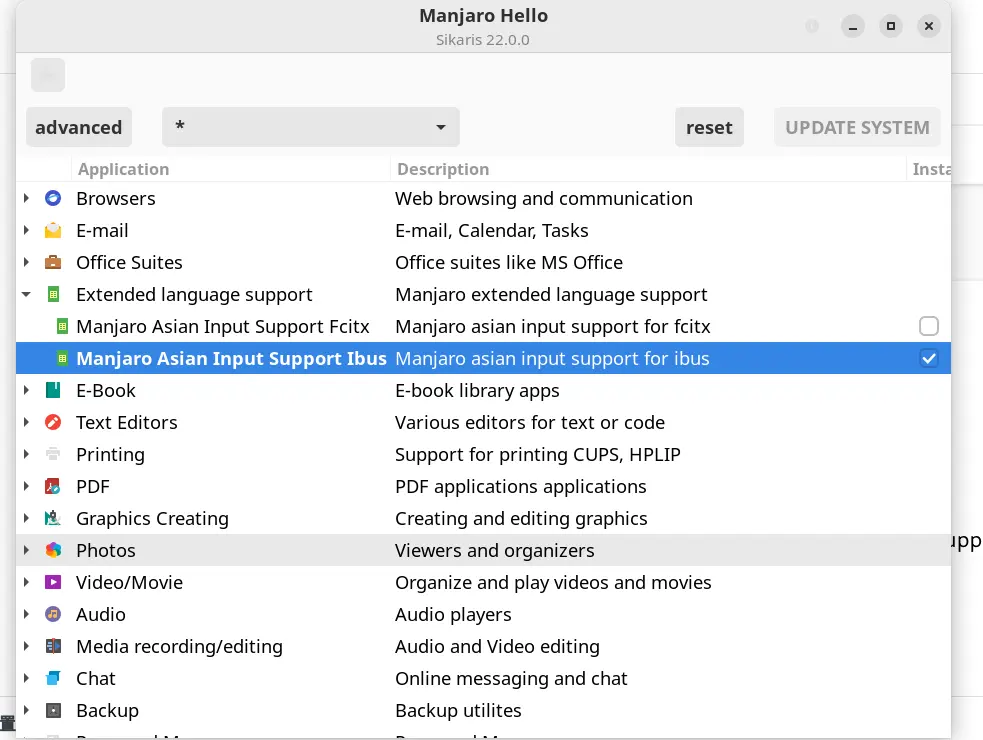 Manjaro Hello
Sikaris 22.0.0
advanced * reset UPDATE SYSTEM
Application Description Insta
Browsers Web browsing and communication
E-mail E-mail, Calendar, Tasks
Office Suites Office suites like MS Office
Extended language support Manjaro extended language support
Manjaro Asian Input Support Fcitx Manjaro asian input support for fcitx
Manjaro Asian Input Support Ibus Manjaro asian input support for ibus
E-Book E-book library apps
Text Editors Various editors for text or code
Printing Support for printing CUPS, HPLIP
PDF PDF applications applications
Graphics Creating Creating and editing graphics
Photos Viewers and organizers
Video/Movie Organize and play videos and movies
Audio Audio players
Media recording/editing Audio and Video editing
Chat Online messaging and chat
Backup Backup utilites